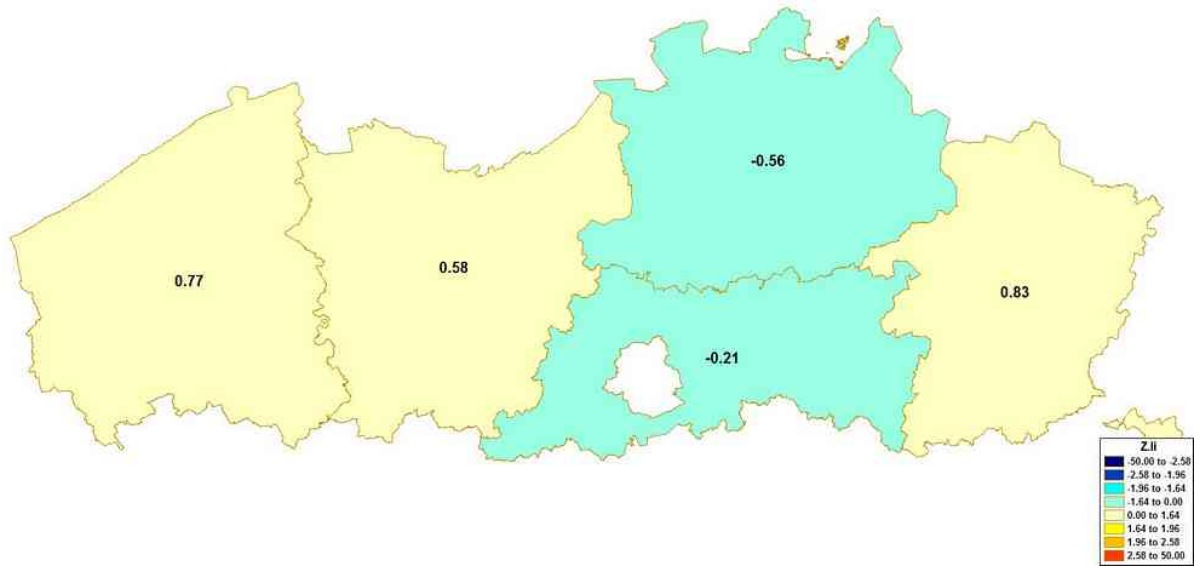 -0.56
0.77
0.58
0.83
-0.21
Z.Ii
-50.00 to -2.58
-2.58 to -1.96
-1.96 to -1.64
-1.64 to 0.00
0.00 to 1.64
1.64 to 1.96
1.96 to 2.58
2.58 to 50.00